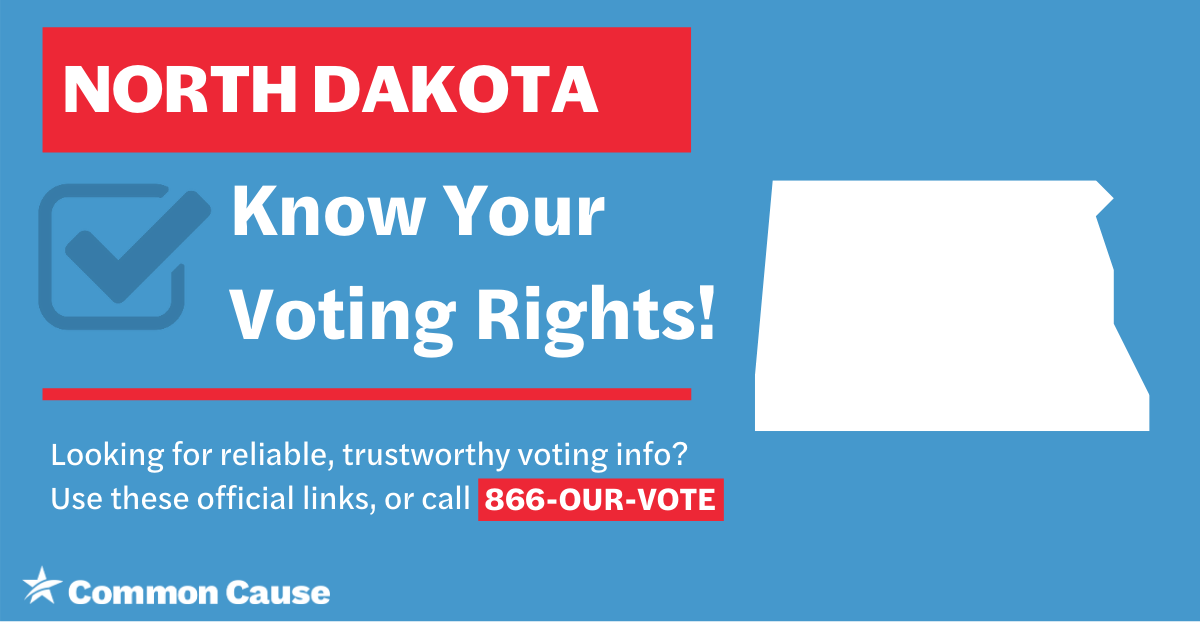 NORTH DAKOTA
Know Your
Voting Rights!
Looking for reliable, trustworthy voting info?
Use these official links, or call 866-OUR-VOTE
Common Cause